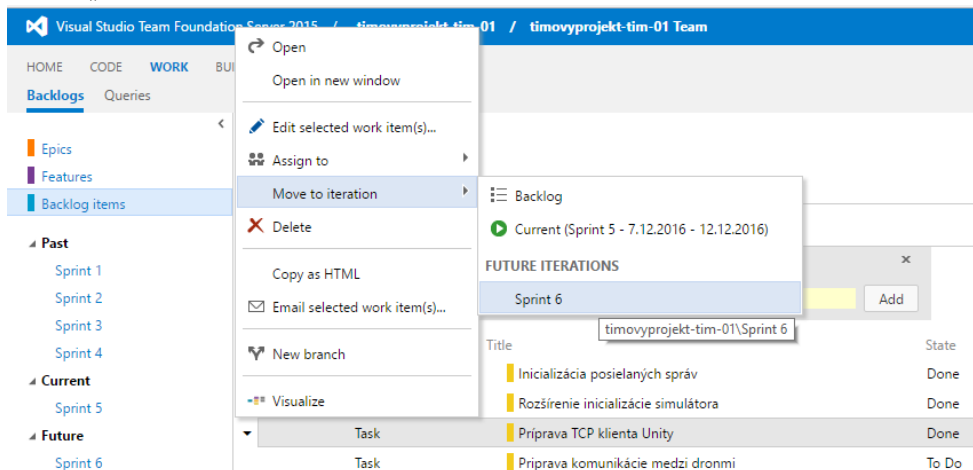 Visual Studio Team Foundation Server 2015 / timovyprojekt-tim-01 / timovyprojekt-tim-01 Team
HOME CODE WORK BUI
Backlogs Queries
Epics
Features
Backlog items
Past
Sprint 1
Sprint 2
Sprint 3
Sprint 4
Current
Sprint 5
Future
Sprint 6
Open
Open in new window
Edit selected work item(s)...
Assign to
Move to iteration
Delete
Copy as HTML
Email selected work item(s)...
New branch
Visualize
Backlog
Current (Sprint 5 - 7.12.2016 - 12.12.2016)
FUTURE ITERATIONS
Sprint 6
timovyprojekt-tim-01\Sprint 6
Add
Title State
Inicializácia posielaných správ Done
Rozšírenie inicializácie simulátora Done
Task Príprava TCP klienta Unity Done
Task Priprava komunikácie medzi dronmi To Do